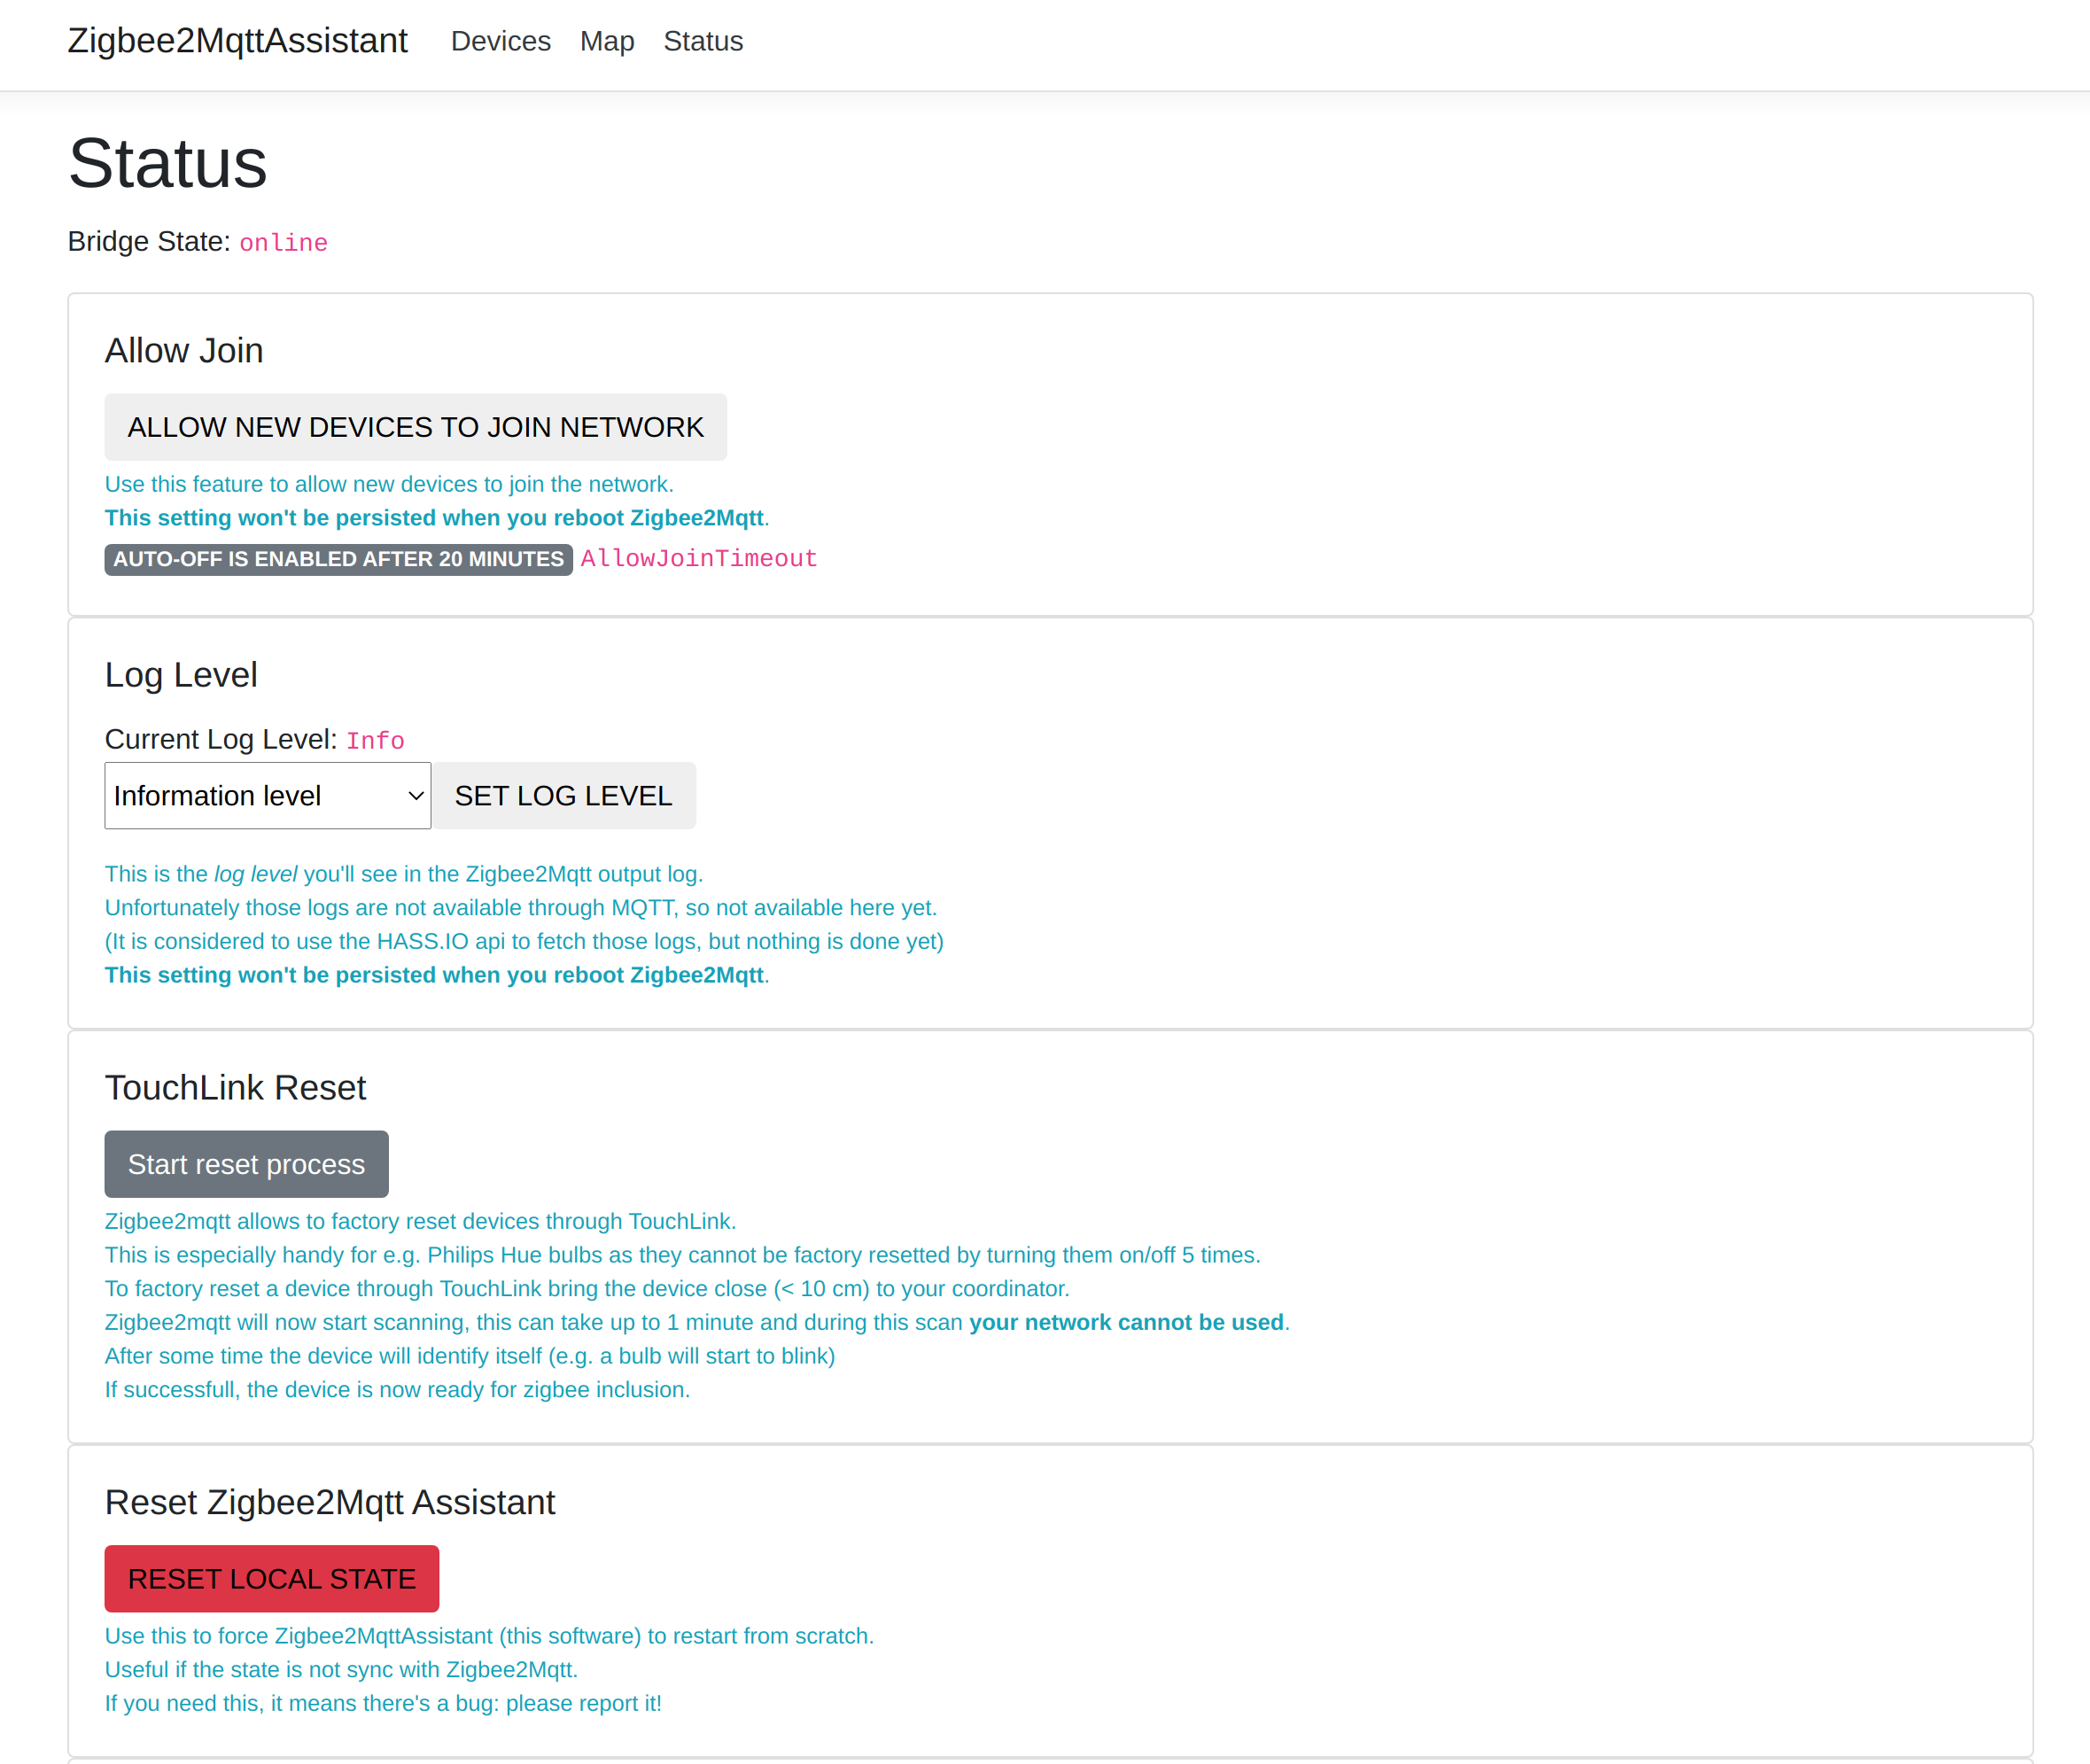 Zigbee2MqttAssistant Devices Map Status
Status
Bridge State: online
Allow Join
ALLOW NEW DEVICES TO JOIN NETWORK
Use this feature to allow new devices to join the network.
This setting won't be persisted when you reboot Zigbee2Mqtt.
AUTO-OFF IS ENABLED AFTER 20 MINUTES AllowJoinTimeout
Log Level
Current Log Level: Info
Information level SET LOG LEVEL
This is the log level you'll see in the Zigbee2Mqtt output log.
Unfortunately those logs are not available through MQTT, so not available here yet.
(It is considered to use the HASS.IO api to fetch those logs, but nothing is done yet)
This setting won't be persisted when you reboot Zigbee2Mqtt.
TouchLink Reset
Start reset process
Zigbee2mqtt allows to factory reset devices through TouchLink.
This is especially handy for e.g. Philips Hue bulbs as they cannot be factory resetted by turning them on/off 5 times.
To factory reset a device through TouchLink bring the device close (< 10 cm) to your coordinator.
Zigbee2mqtt will now start scanning, this can take up to 1 minute and during this scan your network cannot be used.
After some time the device will identify itself (e.g. a bulb will start to blink)
If successfull, the device is now ready for zigbee inclusion.
Reset Zigbee2Mqtt Assistant
RESET LOCAL STATE
Use this to force Zigbee2MqttAssistant (this software) to restart from scratch.
Useful if the state is not sync with Zigbee2Mqtt.
If you need this, it means there's a bug: please report it!